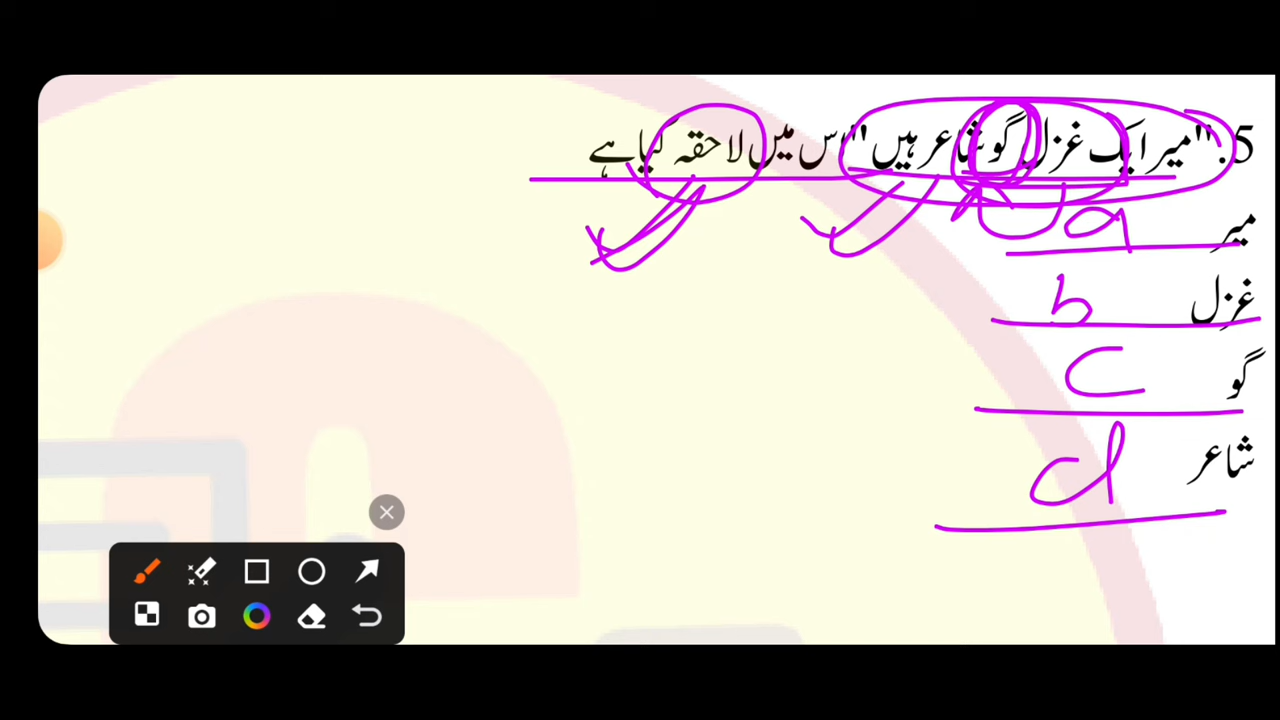 5. "میر ایک غزل گو شاعر ہیں" اس میں لاحقہ کیا ہے
میر a
غزل b
گو c
شاعر d